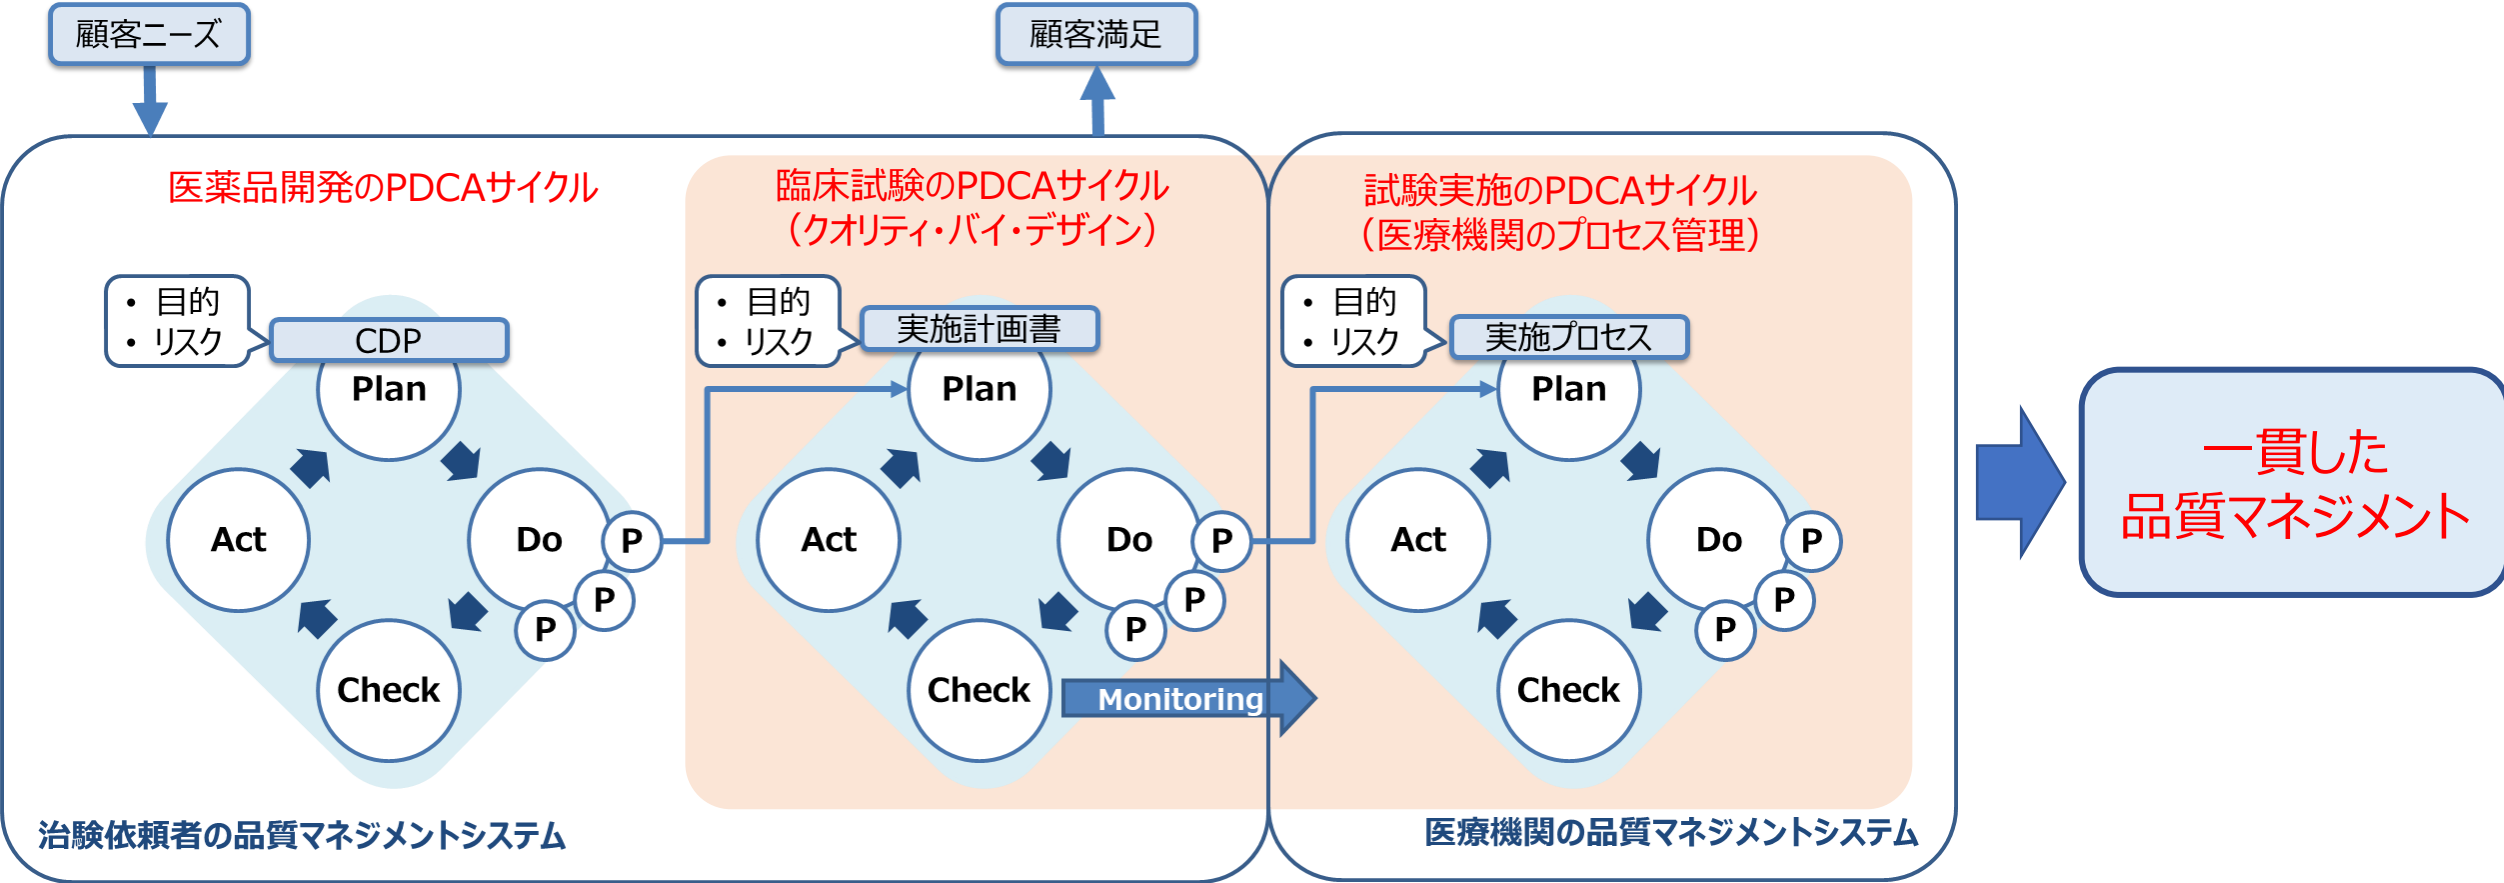 顧客ニーズ
顧客満足
医薬品開発のPDCAサイクル
• 目的
• リスク
CDP
Plan
Do
P
P
P
Check
Act
臨床試験のPDCAサイクル
（クオリティ・バイ・デザイン）
• 目的
• リスク
実施計画書
Plan
Do
P
P
P
Check
Act
Monitoring
治験依頼者の品質マネジメントシステム
試験実施のPDCAサイクル
（医療機関のプロセス管理）
• 目的
• リスク
実施プロセス
Plan
Do
P
P
P
Check
Act
医療機関の品質マネジメントシステム
一貫した
品質マネジメント